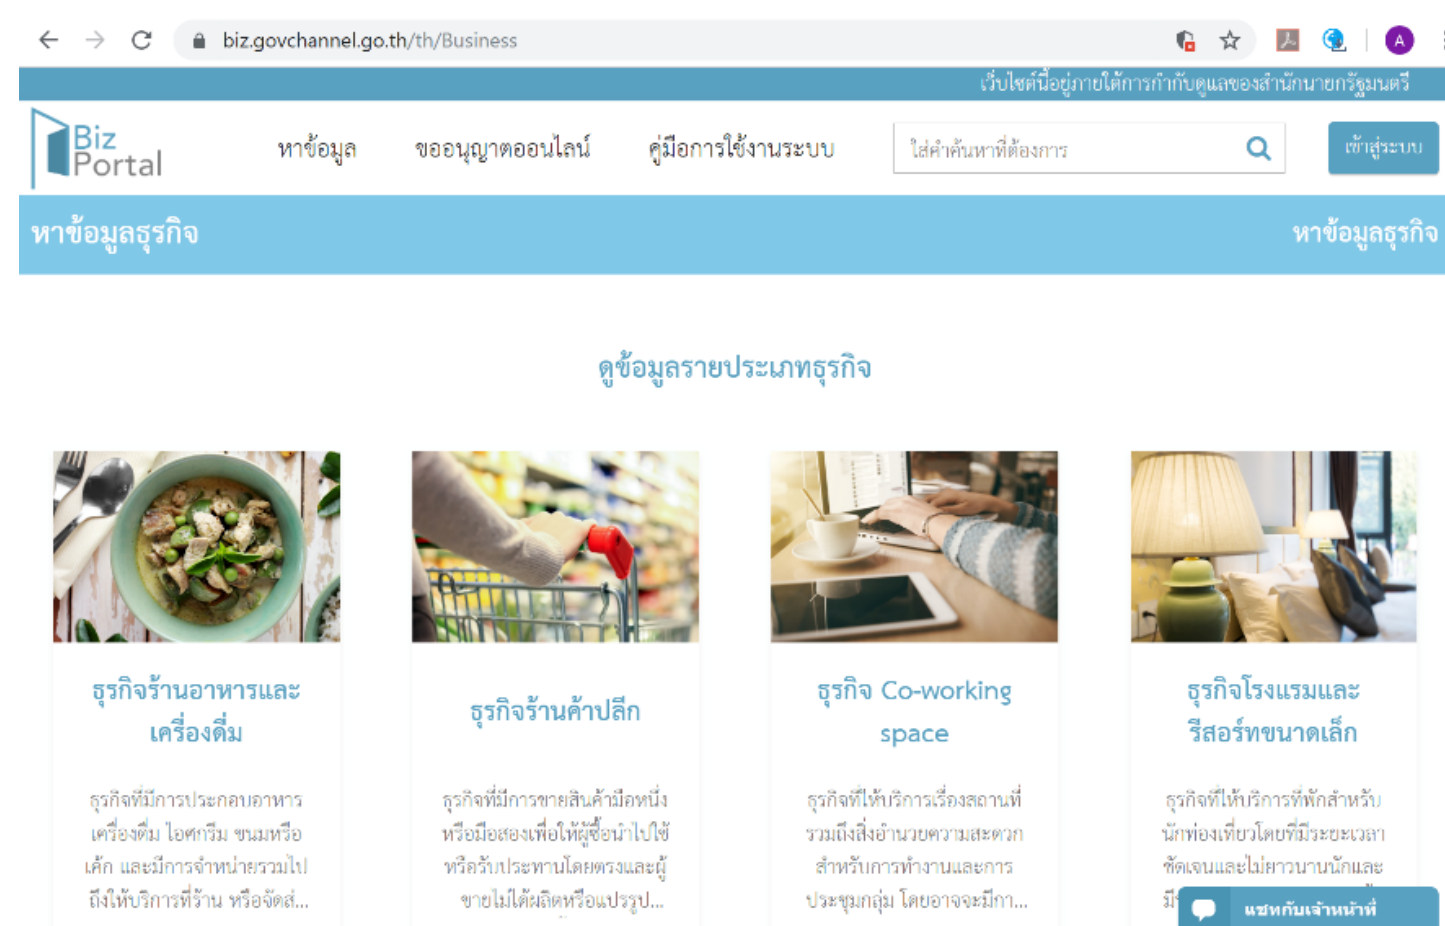 biz.govchannel.go.th/th/Business
A
เว็บไซต์นี้อยู่ภายใต้การกำกับดูแลของสำนักนายกรัฐมนตรี
Biz
Portal
หาข้อมูล ขออนุญาตออนไลน์ คู่มือการใช้งานระบบ ใส่คำค้นหาที่ต้องการ เข้าสู่ระบบ
หาข้อมูลธุรกิจ หาข้อมูลธุรกิจ
ดูข้อมูลรายประเภทธุรกิจ
ธุรกิจร้านอาหารและ
เครื่องดื่ม
ธุรกิจที่มีการประกอบอาหาร
เครื่องดื่ม ไอศกรีม ขนมหรือ
เค้ก และมีการจำหน่ายรวมไป
ถึงให้บริการที่ร้าน หรือจัดส่...
ธุรกิจร้านค้าปลีก
ธุรกิจที่มีการขายสินค้ามือหนึ่ง
หรือมือสองเพื่อให้ผู้ซื้อนำไปใช้
หรือรับประทานโดยตรงและผู้
ขายไม่ได้ผลิตหรือแปรรูป...
ธุรกิจ Co-working
space
ธุรกิจที่ให้บริการเรื่องสถานที่
รวมถึงสิ่งอำนวยความสะดวก
สำหรับการทำงานและการ
ประชุมกลุ่ม โดยอาจจะมีกา...
ธุรกิจโรงแรมและ
รีสอร์ทขนาดเล็ก
ธุรกิจที่ให้บริการที่พักสำหรับ
นักท่องเที่ยวโดยที่มีระยะเวลา
ชัดเจนและไม่ยาวนานนักและ
แชทกับเจ้าหน้าที่